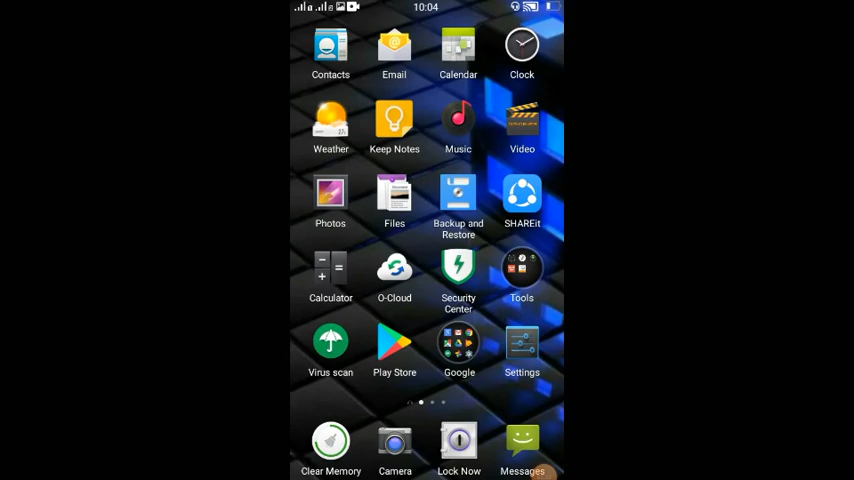 10:04
Contacts Email Calendar Clock
Weather Keep Notes Music Video
Photos Files Backup and Restore SHAREit
Calculator O-Cloud Security Center Tools
Virus scan Play Store Google Settings
Clear Memory Camera Lock Now Messages